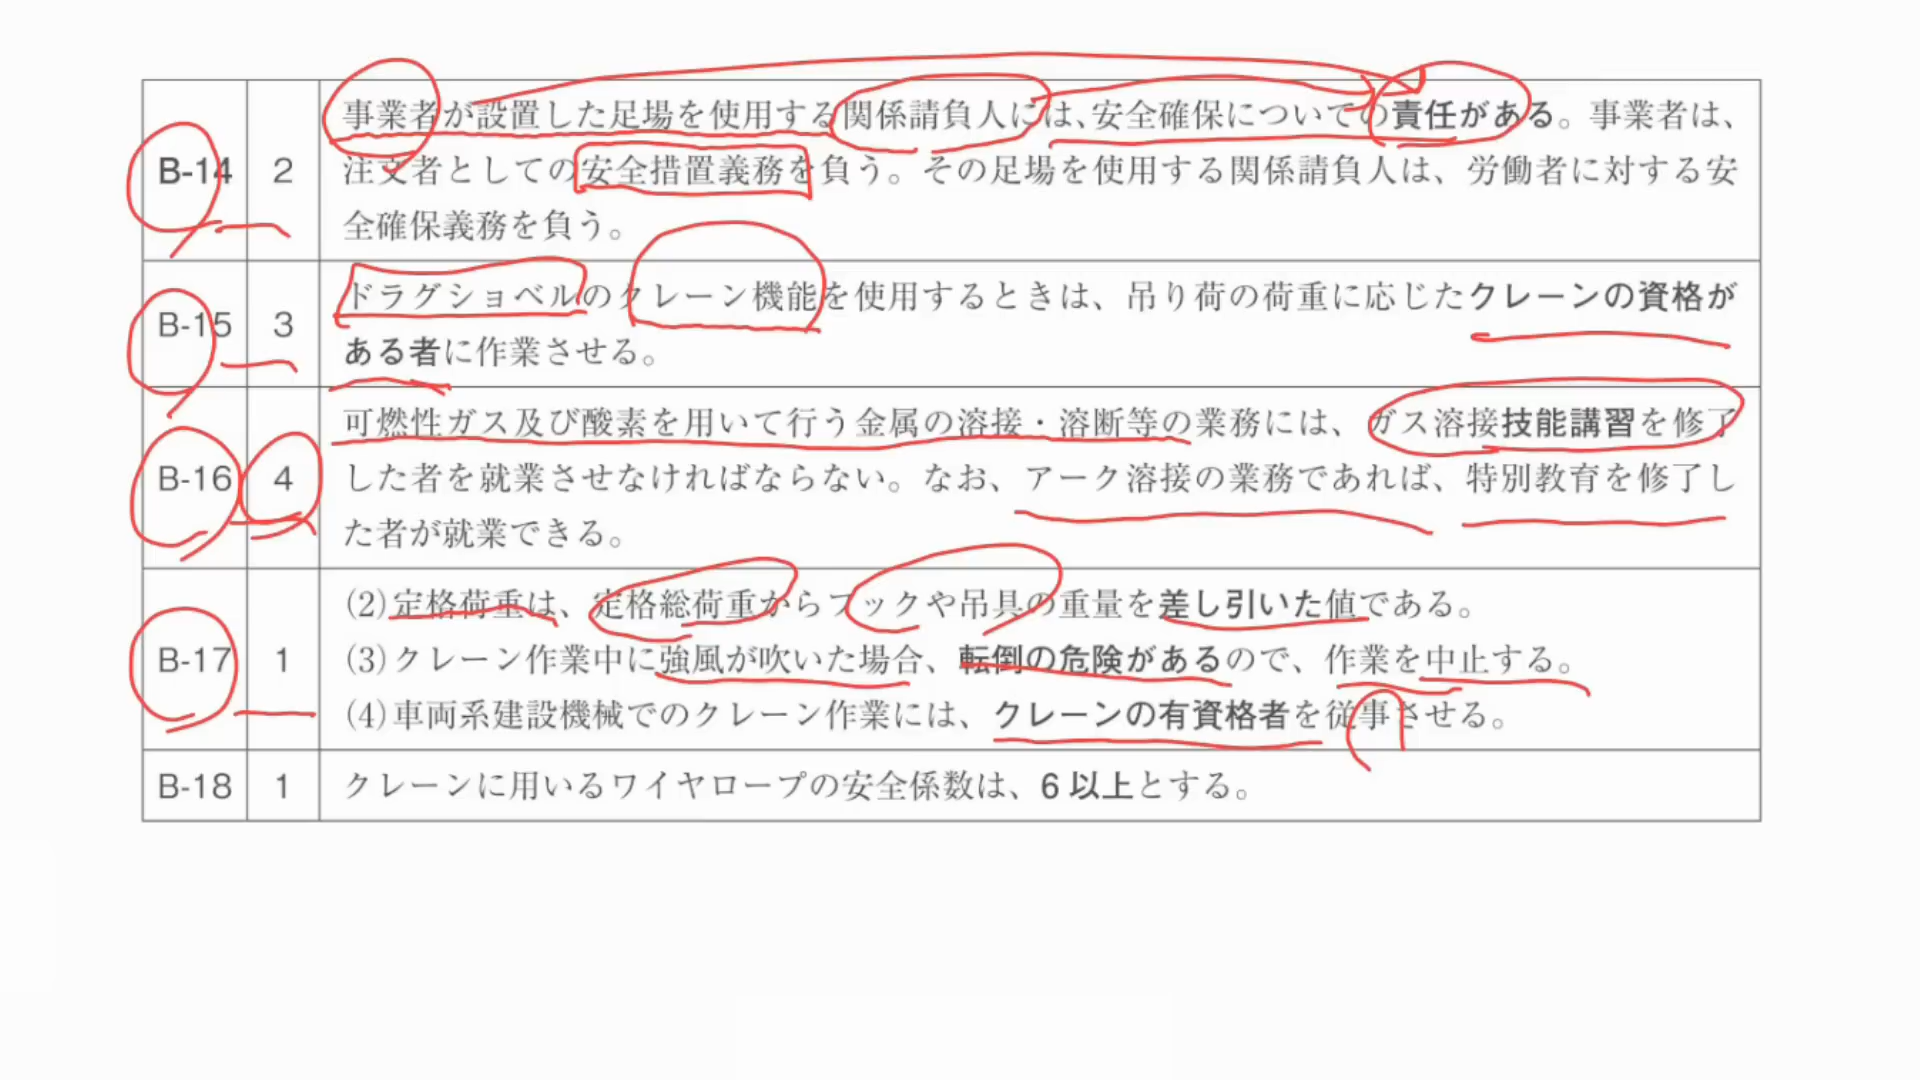 B-14 2 事業者が設置した足場を使用する関係請負人には、安全確保についての責任がある。事業者は、
注文者としての安全措置義務を負う。その足場を使用する関係請負人は、労働者に対する安
全確保義務を負う。
B-15 3 ドラグショベルのクレーン機能を使用するときは、吊り荷の荷重に応じたクレーンの資格が
ある者に作業させる。
B-16 4 可燃性ガス及び酸素を用いて行う金属の溶接・溶断等の業務には、ガス溶接技能講習を修了
した者を就業させなければならない。なお、アーク溶接の業務であれば、特別教育を修了し
た者が就業できる。
B-17 1 (2)定格荷重は、定格総荷重からフックや吊具の重量を差し引いた値である。
(3)クレーン作業中に強風が吹いた場合、転倒の危険があるので、作業を中止する。
(4)車両系建設機械でのクレーン作業には、クレーンの有資格者を従事させる。
B-18 1 クレーンに用いるワイヤロープの安全係数は、6以上とする。